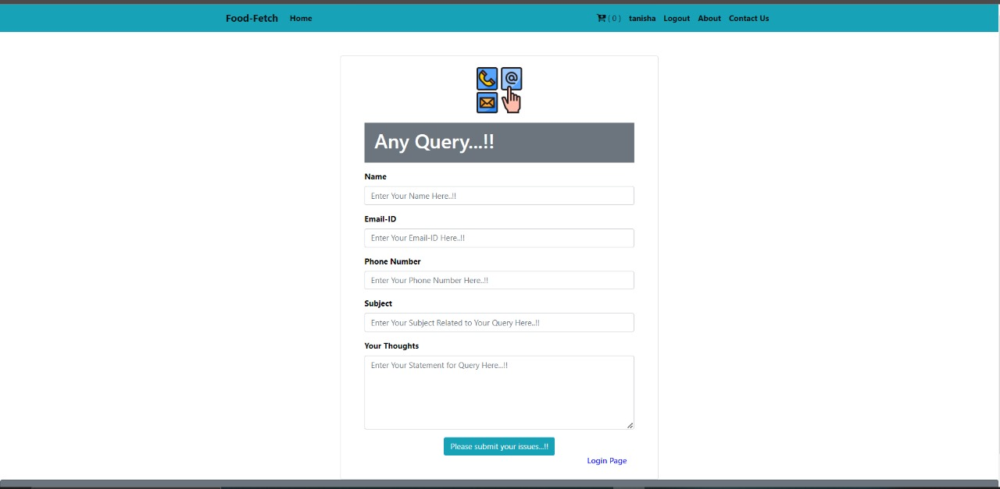 Food-Fetch Home ( 0 ) tanisha Logout About Contact Us
@
Any Query...!!
Name
Enter Your Name Here..!!
Email-ID
Enter Your Email-ID Here..!!
Phone Number
Enter Your Phone Number Here..!!
Subject
Enter Your Subject Related to Your Query Here..!!
Your Thoughts
Enter Your Statement for Query Here...!!
Please submit your issues...!!
Login Page